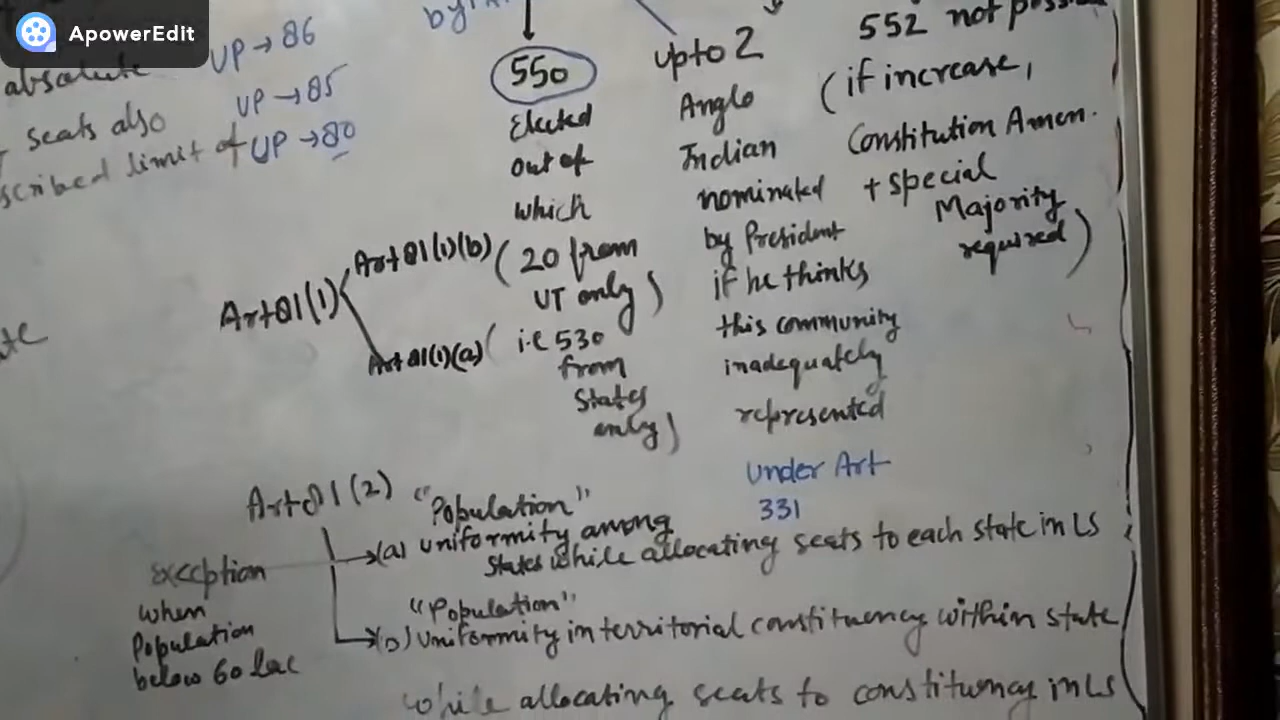 ApowerEdit
absolute
seats also
scribed limit of
UP → 86
UP → 85
UP → 80
by
550
Elected
out of
which
(20 from
UT only)
(i.e 530
from
States
only)
upto 2
Anglo
Indian
nominated
by President
if he thinks
this community
inadequately
represented
under Art
331
552 not poss
(if increase,
Constitution Amen.
+ special
Majority
required)
Art 81(1)
Art 81(1)(b)
Art 81(1)(a)
Art 81(2)
exception
when
Population
below 60 lac
"Population"
→(a) uniformity among
States while allocating seats to each state in LS
"Population"
→(b) Uniformity in territorial constituency within state
while allocating seats to constituency in LS